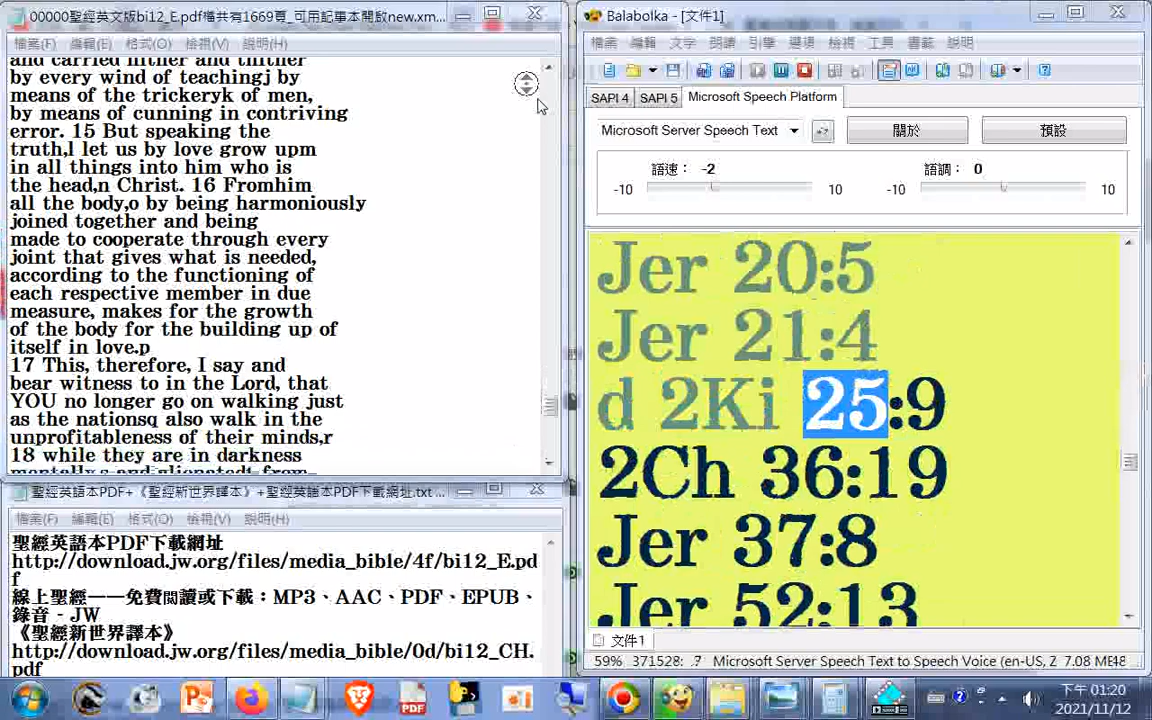 00000聖經英文版bi12_E.pdf檔共有1669頁_可用記事本開啟new.xm...
檔案(F) 編輯(E) 格式(O) 檢視(V) 說明(H)
and carried hither and thither
by every wind of teachingj by
means of the trickeryk of men,
by means of cunning in contriving
error. 15 But speaking the
truth,l let us by love grow upm
in all things into him who is
the head,n Christ. 16 Fromhim
all the body,o by being harmoniously
joined together and being
made to cooperate through every
joint that gives what is needed,
according to the functioning of
each respective member in due
measure, makes for the growth
of the body for the building up of
itself in love.p
17 This, therefore, I say and
bear witness to in the Lord, that
YOU no longer go on walking just
as the nationsq also walk in the
unprofitableness of their minds,r
18 while they are in darkness
mentally,s and alienatedt from
聖經英語本PDF+《聖經新世界譯本》+聖經英語本PDF下載網址.txt ...
檔案(F) 編輯(E) 格式(O) 檢視(V) 說明(H)
聖經英語本PDF下載網址
http://download.jw.org/files/media_bible/4f/bi12_E.pd
f
線上聖經——免費閱讀或下載：MP3、AAC、PDF、EPUB、
錄音 - JW
《聖經新世界譯本》
http://download.jw.org/files/media_bible/0d/bi12_CH.
pdf
Balabolka - [文件1]
檔案 編輯 文字 朗讀 引擎 選項 檢視 工具 書籤 說明
SAPI 4 SAPI 5 Microsoft Speech Platform
Microsoft Server Speech Text 關於 預設
語速： -2 語調： 0
-10 10 -10 10
Jer 20:5
Jer 21:4
d 2Ki 25:9
2Ch 36:19
Jer 37:8
Jer 52:13
文件1
59% 371528: .7 Microsoft Server Speech Text to Speech Voice (en-US, Z 7.08 ME48
下午 01:20
2021/11/12